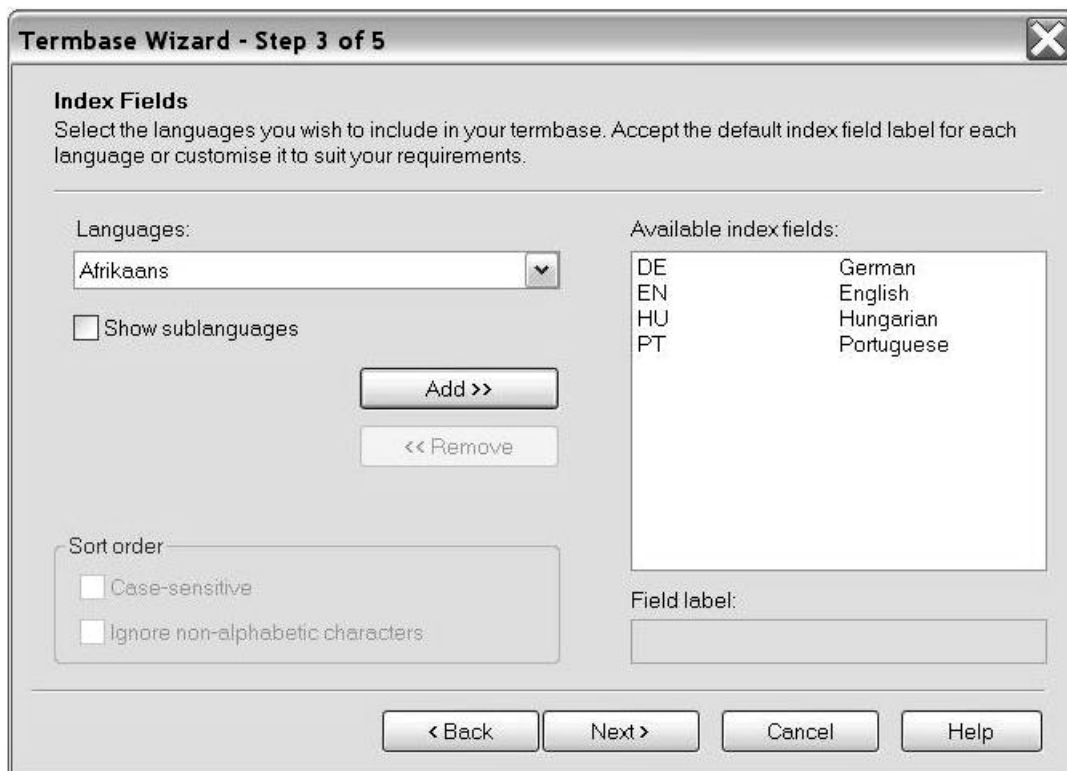 Termbase Wizard - Step 3 of 5
Index Fields
Select the languages you wish to include in your termbase. Accept the default index field label for each
language or customise it to suit your requirements.
Languages:
Afrikaans
Show sublanguages
Add >>
<< Remove
Sort order
Case-sensitive
Ignore non-alphabetic characters
Available index fields:
DE German
EN English
HU Hungarian
PT Portuguese
Field label:
< Back Next > Cancel Help